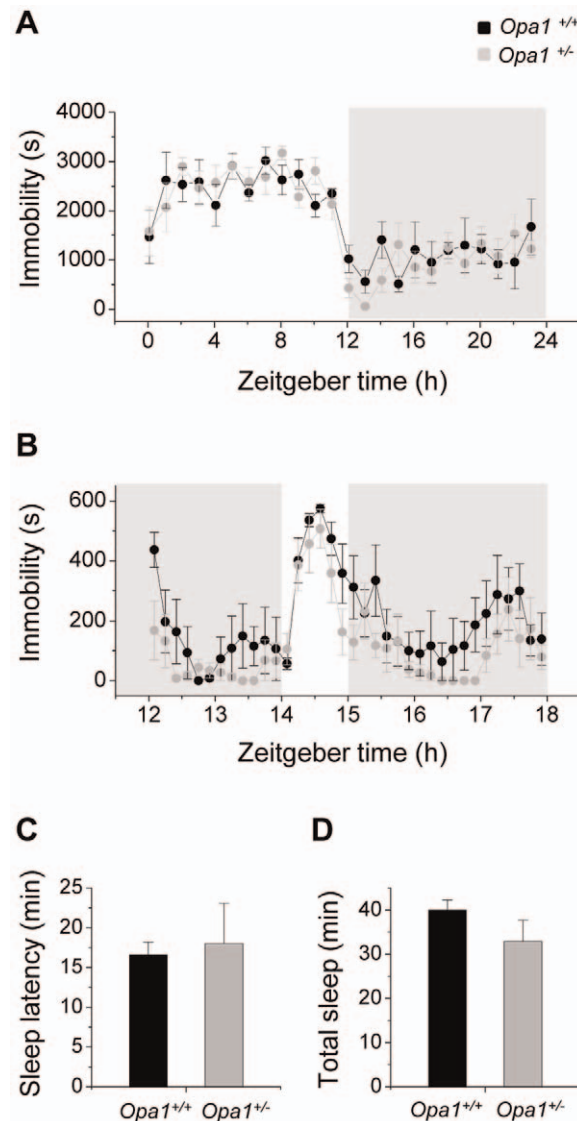 A
Opa1 +/+
Opa1 +/-
Immobility (s)
4000
3000
2000
1000
0
0 4 8 12 16 20 24
Zeitgeber time (h)
B
Immobility (s)
600
400
200
0
12 13 14 15 16 17 18
Zeitgeber time (h)
C
Sleep latency (min)
25
20
15
10
5
0
Opa1+/+ Opa1+/-
D
Total sleep (min)
40
30
20
10
0
Opa1+/+ Opa1+/-